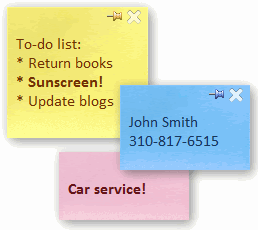 To-do list:
* Return books
* Sunscreen!
* Update blogs
John Smith
310-817-6515
Car service!